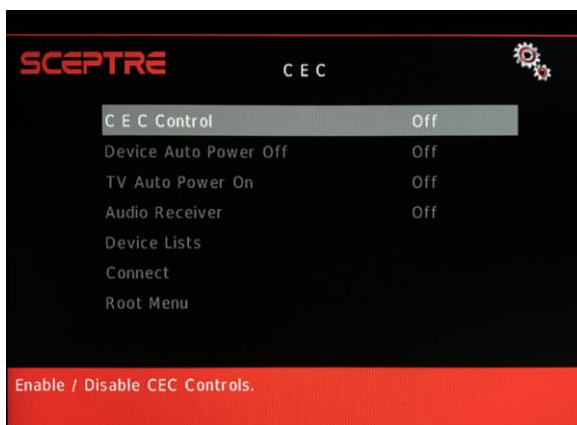 SCEPTRE
C E C
C E C Control Off
Device Auto Power Off Off
TV Auto Power On Off
Audio Receiver Off
Device Lists
Connect
Root Menu
Enable / Disable CEC Controls.